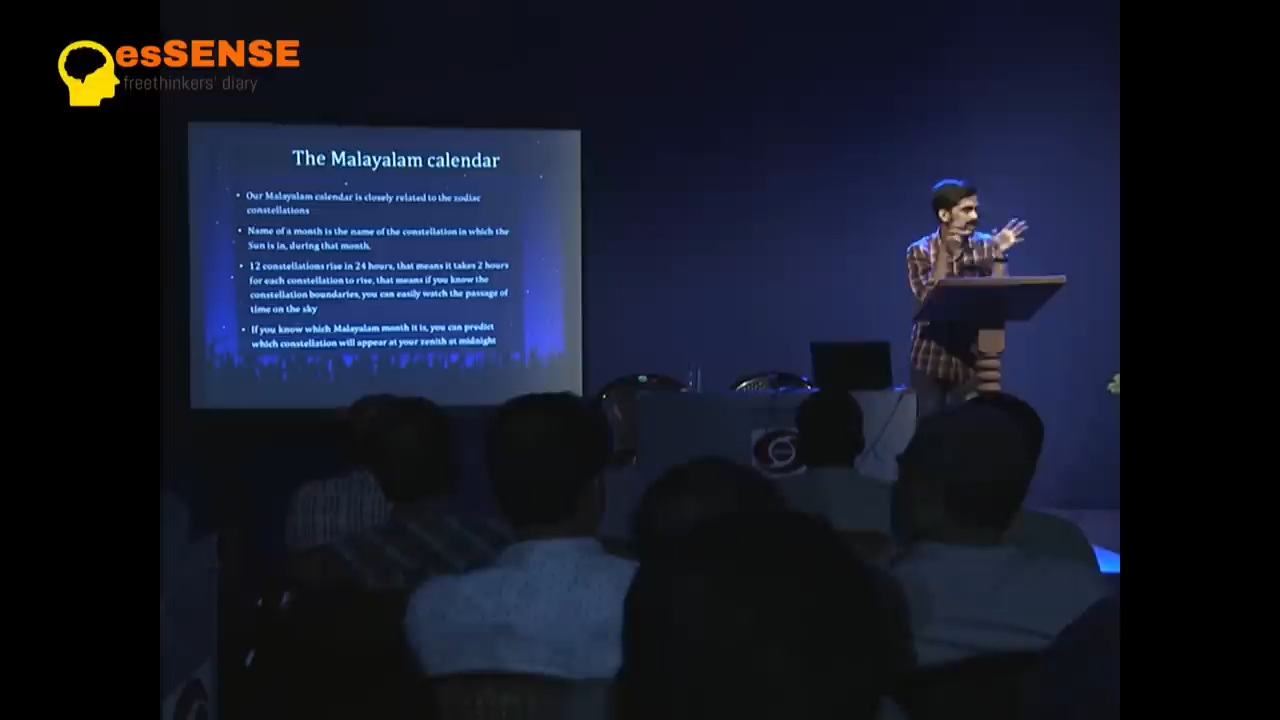 esSENSE
freethinkers' diary
The Malayalam calendar
• Our Malayalam calendar is closely related to the zodiac
constellations
• Name of a month is the name of the constellation in which the
Sun is in, during that month.
• 12 constellations rise in 24 hours, that means it takes 2 hours
for each constellation to rise, that means if you know the
constellation boundaries, you can easily watch the passage of
time on the sky
• If you know which Malayalam month it is, you can predict
which constellation will appear at your zenith at midnight